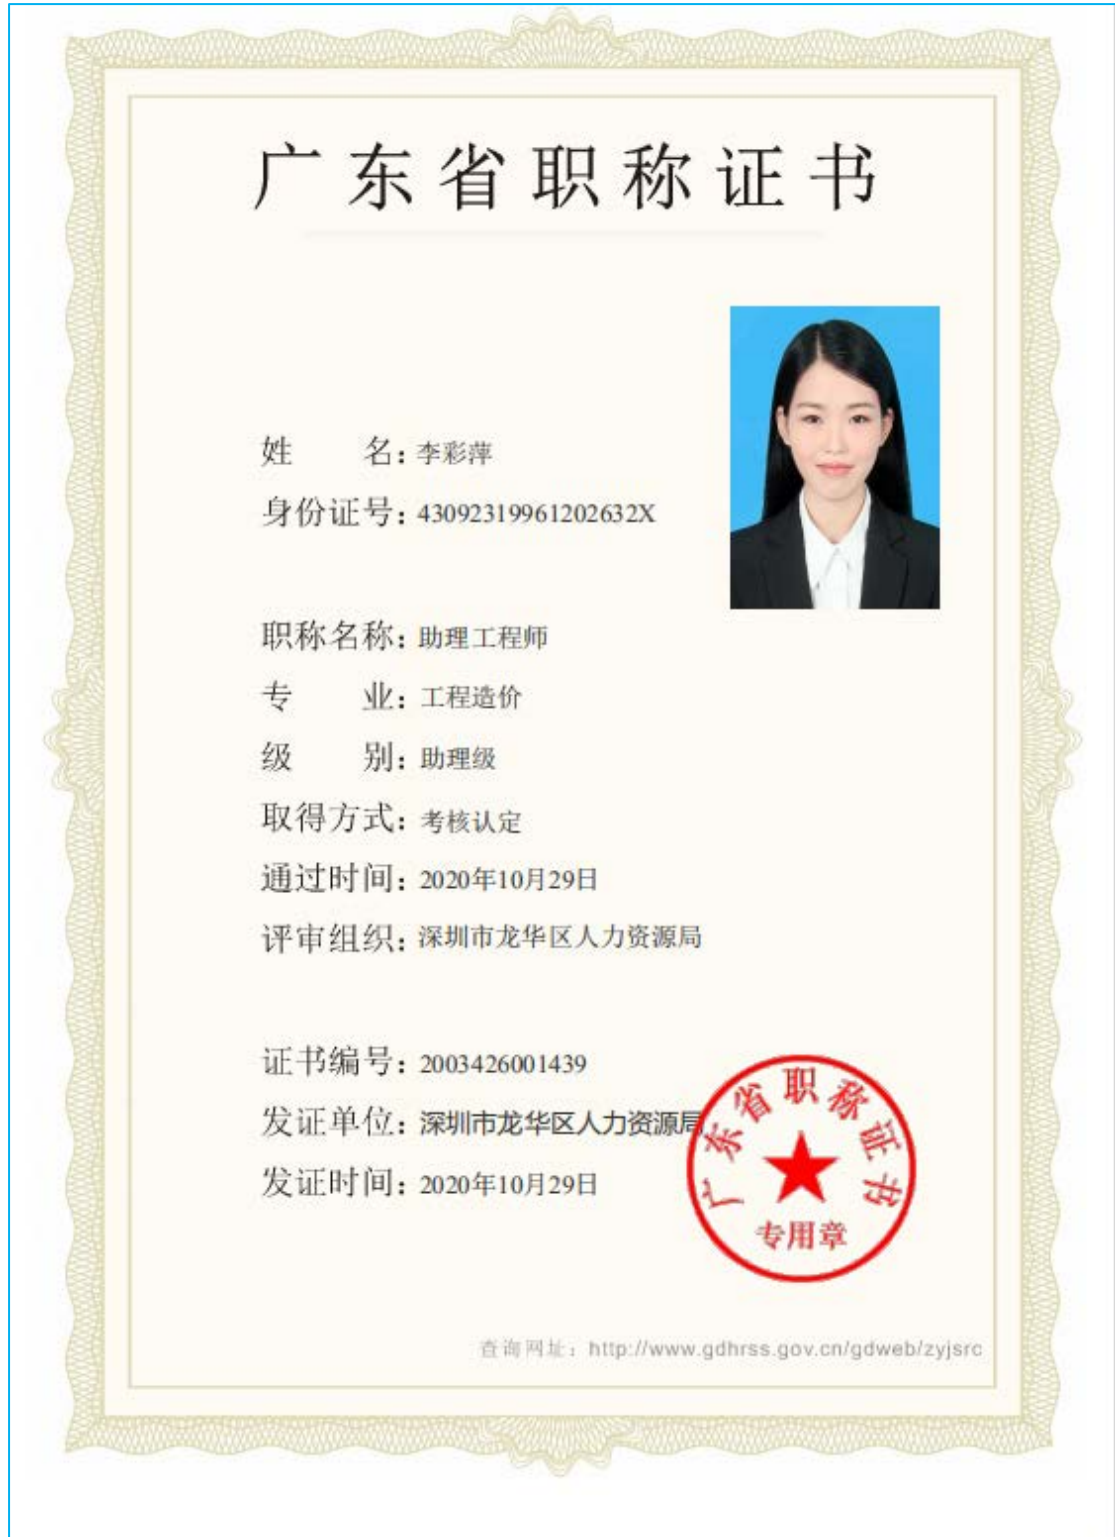 广东省职称证书
姓 名：李彩萍
身份证号：43092319961202632X
职称名称：助理工程师
专 业：工程造价
级 别：助理级
取得方式：考核认定
通过时间：2020年10月29日
评审组织：深圳市龙华区人力资源局
证书编号：2003426001439
发证单位：深圳市龙华区人力资源局
发证时间：2020年10月29日
广东省职称证书
专用章
查询网址：http://www.gdhrss.gov.cn/gdweb/zyjsrc